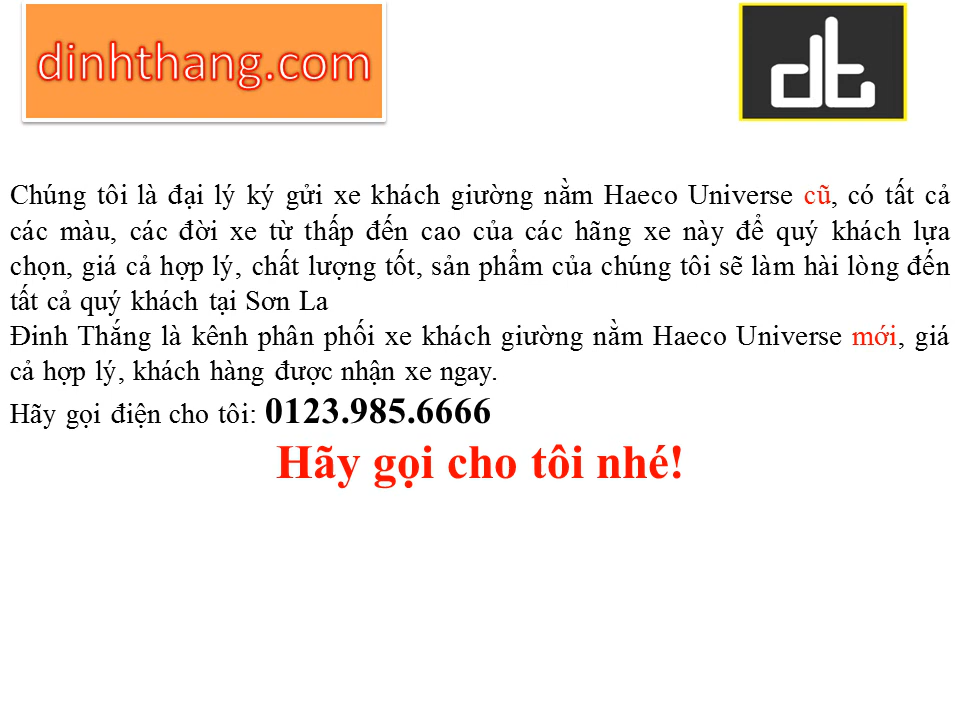 dinhthang.com
dt
Chúng tôi là đại lý ký gửi xe khách giường nằm Haeco Universe cũ, có tất cả
các màu, các đời xe từ thấp đến cao của các hãng xe này để quý khách lựa
chọn, giá cả hợp lý, chất lượng tốt, sản phẩm của chúng tôi sẽ làm hài lòng đến
tất cả quý khách tại Sơn La
Đinh Thắng là kênh phân phối xe khách giường nằm Haeco Universe mới, giá
cả hợp lý, khách hàng được nhận xe ngay.
Hãy gọi điện cho tôi: 0123.985.6666
Hãy gọi cho tôi nhé!